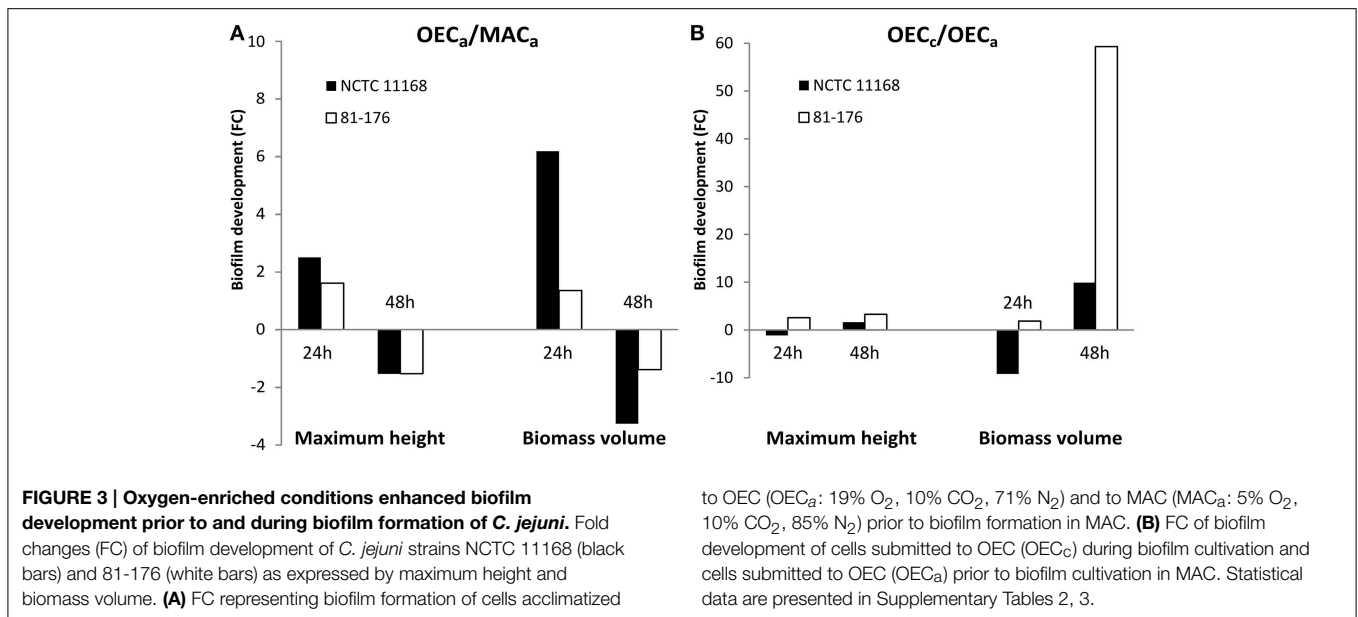 A
OECa/MACa
10
8
6
4
2
0
-2
-4
Biofilm development (FC)
NCTC 11168
81-176
24h
48h
24h
48h
Maximum height
Biomass volume
B
OECc/OECa
60
50
40
30
20
10
0
-10
Biofilm development (FC)
NCTC 11168
81-176
24h
48h
24h
48h
Maximum height
Biomass volume
FIGURE 3 | Oxygen-enriched conditions enhanced biofilm
development prior to and during biofilm formation of C. jejuni. Fold
changes (FC) of biofilm development of C. jejuni strains NCTC 11168 (black
bars) and 81-176 (white bars) as expressed by maximum height and
biomass volume. (A) FC representing biofilm formation of cells acclimatized
to OEC (OECa: 19% O2, 10% CO2, 71% N2) and to MAC (MACa: 5% O2,
10% CO2, 85% N2) prior to biofilm formation in MAC. (B) FC of biofilm
development of cells submitted to OEC (OECc) during biofilm cultivation and
cells submitted to OEC (OECa) prior to biofilm cultivation in MAC. Statistical
data are presented in Supplementary Tables 2, 3.